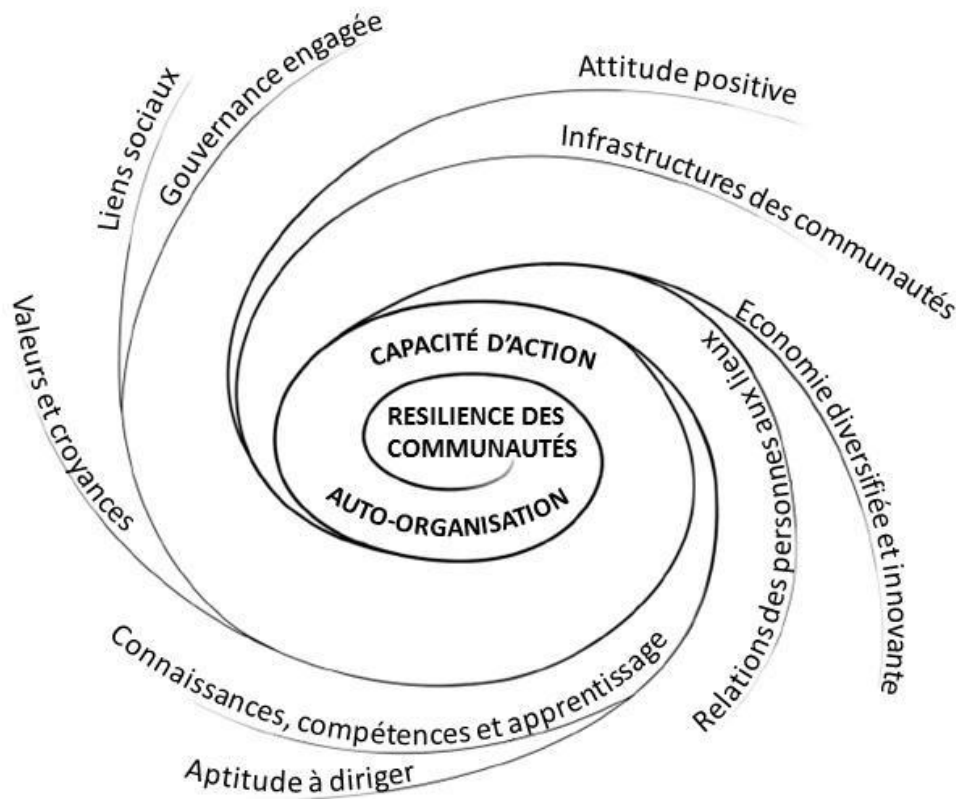 Liens sociaux
Gouvernance engagée
Attitude positive
Infrastructures des communautés
Valeurs et croyances
CAPACITÉ D’ACTION
RESILIENCE DES
COMMUNAUTÉS
AUTO-ORGANISATION
Relations des personnes aux lieux
Economie diversifiée et innovante
Connaissances, compétences et apprentissage
Aptitude à diriger